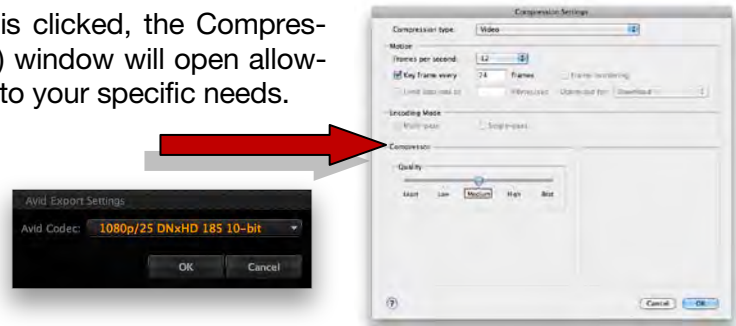 is clicked, the Compres-
) window will open allow-
to your specific needs.
Avid Export Settings
Avid Codec: 1080p/25 DNxHD 185 10-bit
OK Cancel
Compression Settings
Compression type: Video
Motion
Frames per second: 12
Key frame every 24 frames Frame reordering
Limit data rate to Optimized for: Download
Encoding Mode
Multi-pass Single-pass
Compressor
Quality
Least Low Medium High Best
? Cancel OK